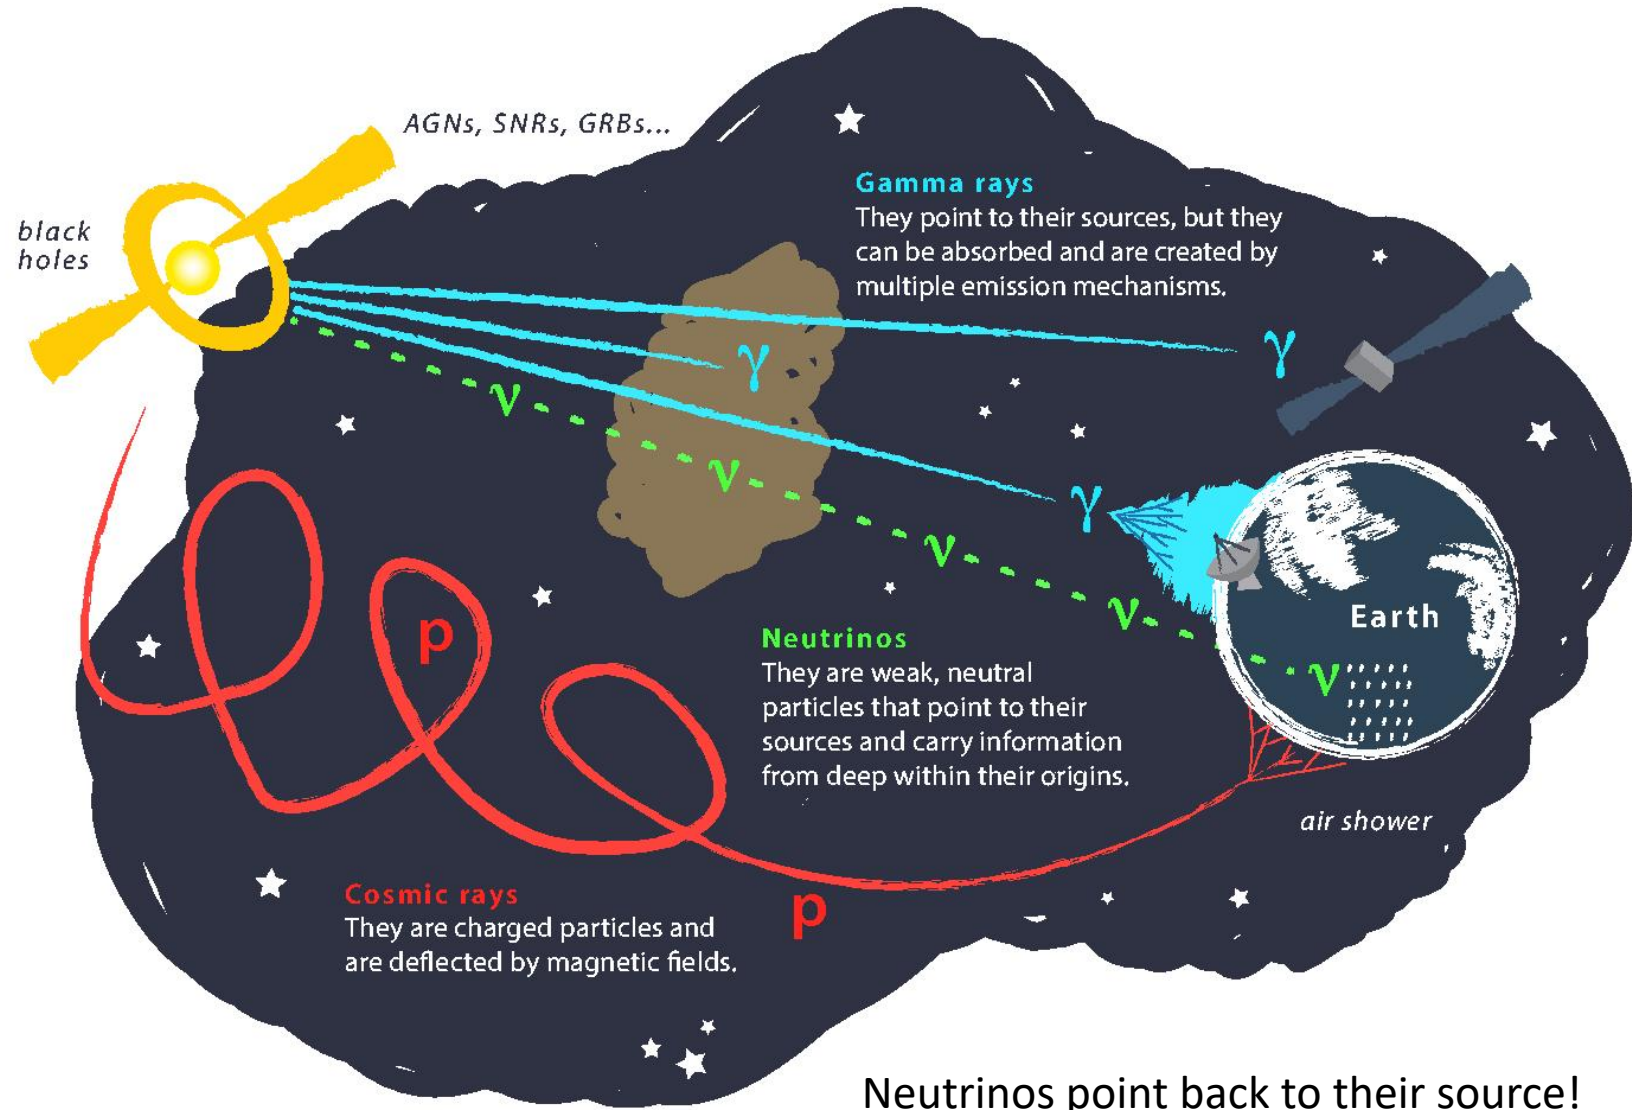 AGNs, SNRs, GRBs...
black
holes
Gamma rays
They point to their sources, but they
can be absorbed and are created by
multiple emission mechanisms.
γ
γ
ν
ν
γ
ν
ν
Earth
ν
p
Neutrinos
They are weak, neutral
particles that point to their
sources and carry information
from deep within their origins.
air shower
Cosmic rays
They are charged particles and
are deflected by magnetic fields.
p
Neutrinos point back to their source!